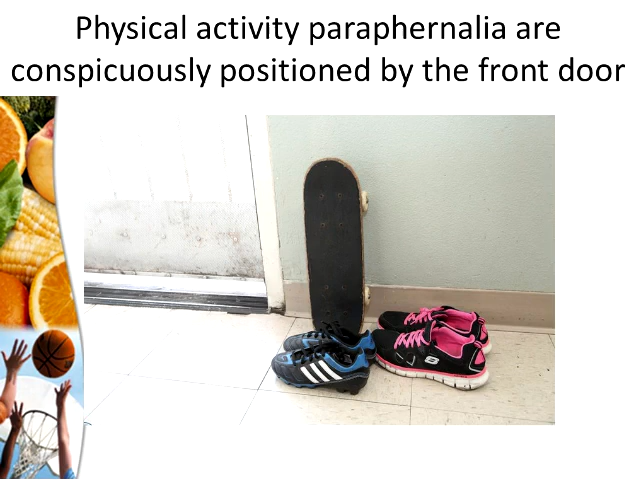 Physical activity paraphernalia are
conspicuously positioned by the front door